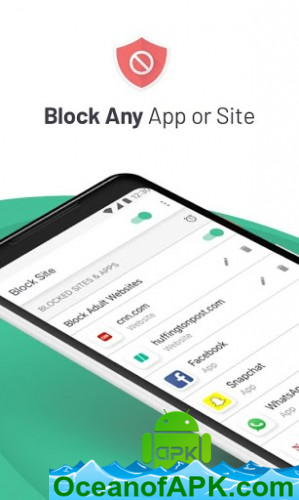 Block Any App or Site
12:30
Block Site
BLOCKED SITES & APPS
Block Adult Websites
cnn.com
Website
huffingtonpost.com
Website
Facebook
App
Snapchat
App
WhatsA
App
APK
OceanofAPK.com